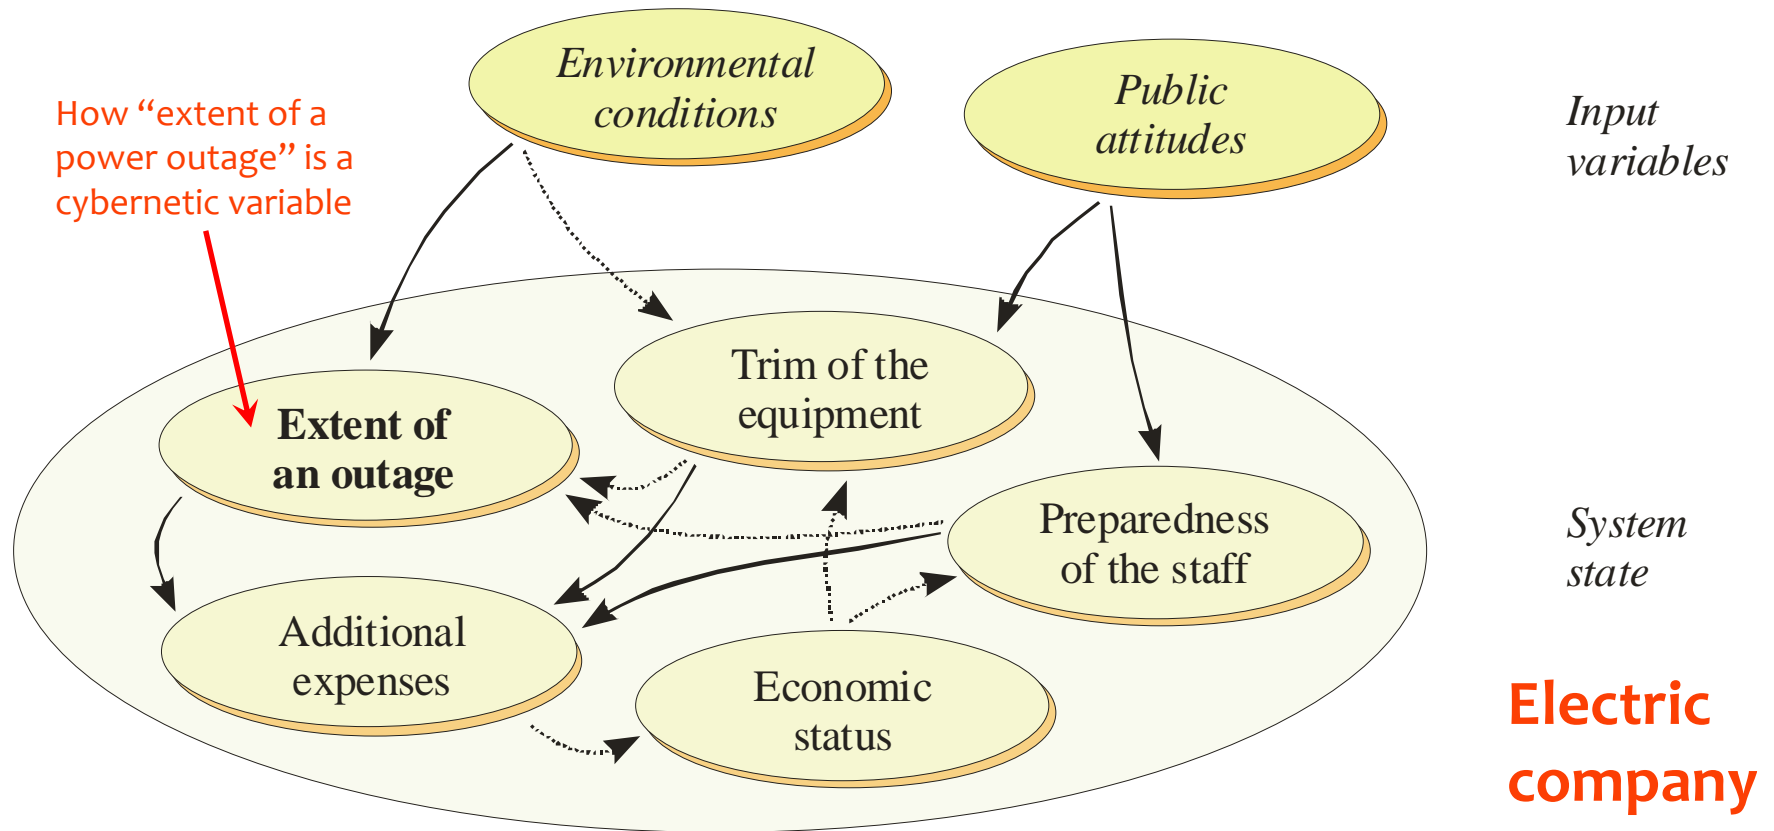 Environmental
conditions
Public
attitudes
Input
variables
How “extent of a
power outage” is a
cybernetic variable
Trim of the
equipment
Extent of
an outage
Preparedness
of the staff
System
state
Additional
expenses
Economic
status
Electric
company